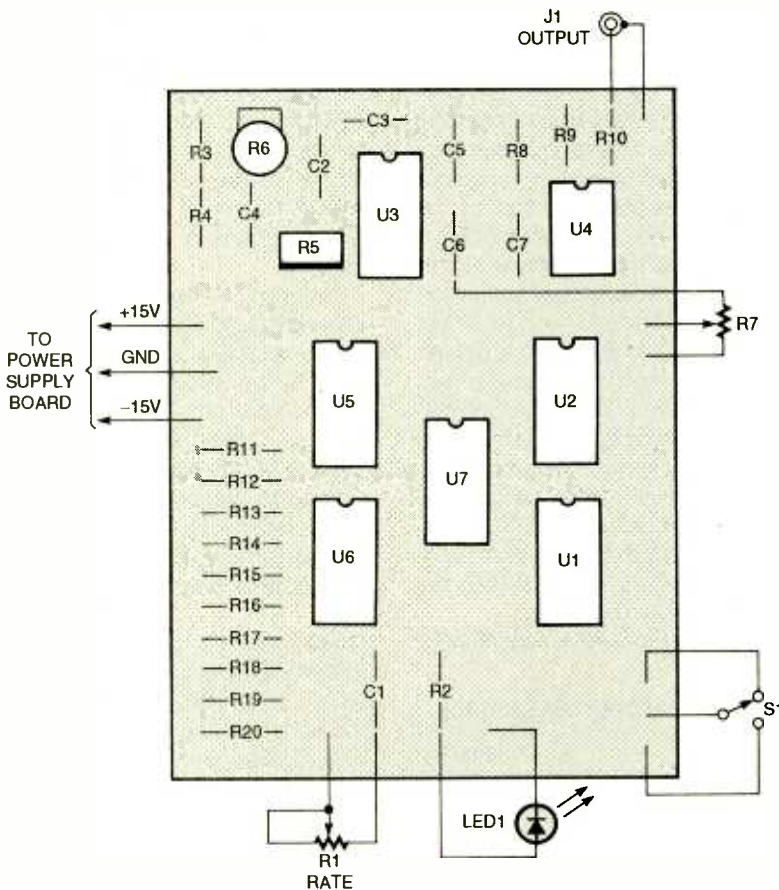 J1
OUTPUT
R3
R6
C3
C2
C5
R8
R9
R10
R4
C4
R5
U3
C6
C7
U4
+15V
TO
POWER
SUPPLY
BOARD
GND
−15V
R7
U5
U2
U7
R11
R12
R13
R14
R15
R16
R17
R18
R19
R20
U6
U1
C1
R2
S1
LED1
R1
RATE